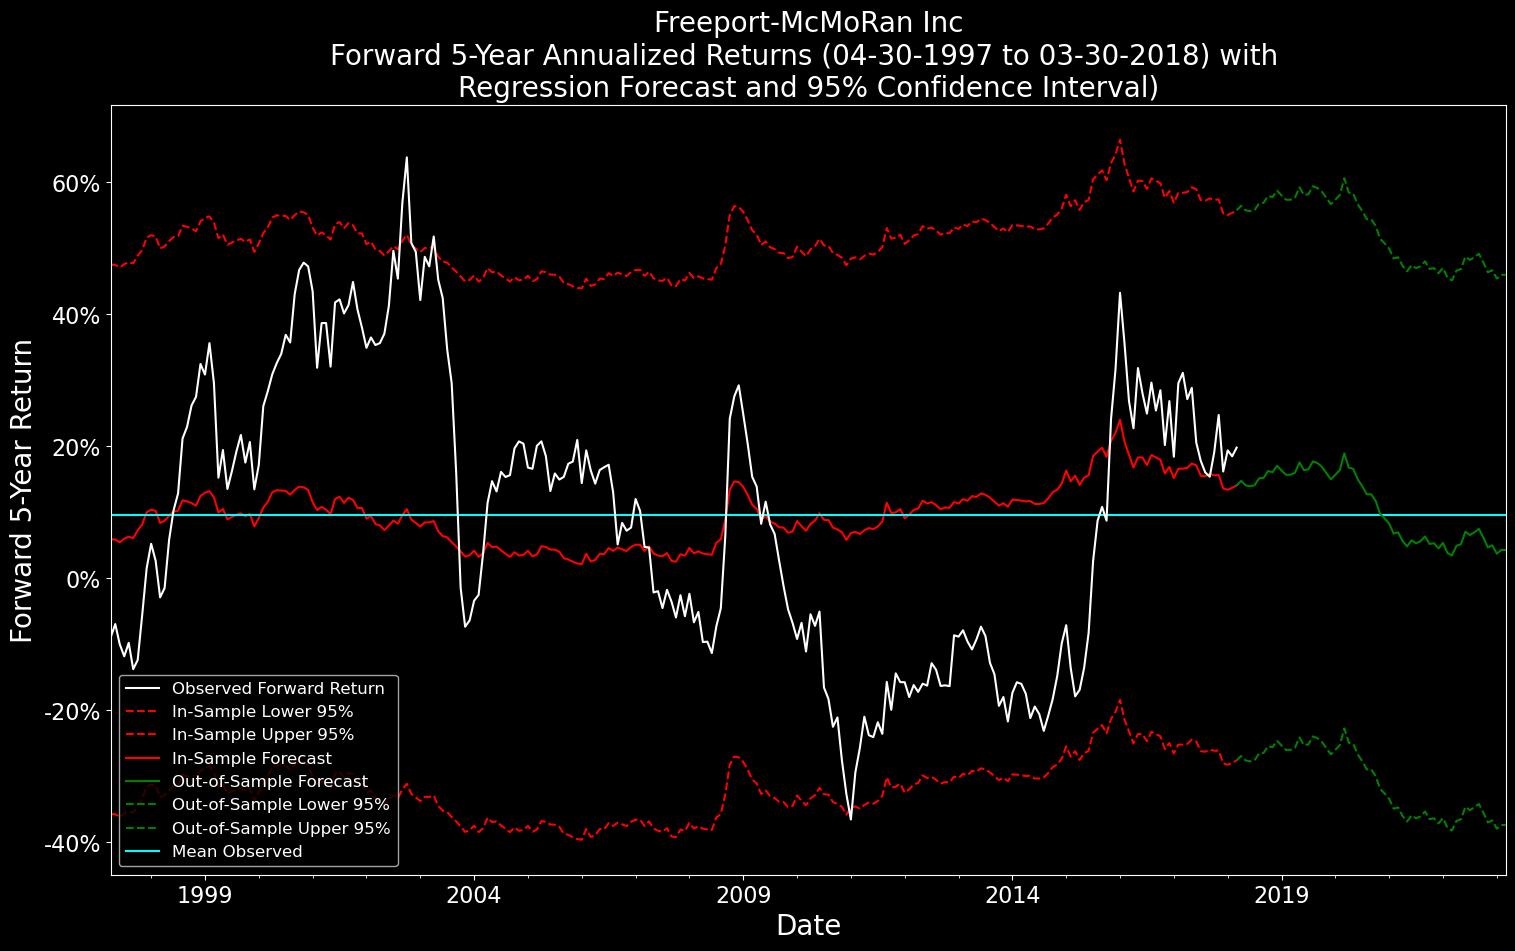 Freeport-McMoRan Inc
Forward 5-Year Annualized Returns (04-30-1997 to 03-30-2018) with
Regression Forecast and 95% Confidence Interval)
Forward 5-Year Return
60%
40%
20%
0%
-20%
-40%
Observed Forward Return
In-Sample Lower 95%
In-Sample Upper 95%
In-Sample Forecast
Out-of-Sample Forecast
Out-of-Sample Lower 95%
Out-of-Sample Upper 95%
Mean Observed
1999
2004
2009
2014
2019
Date